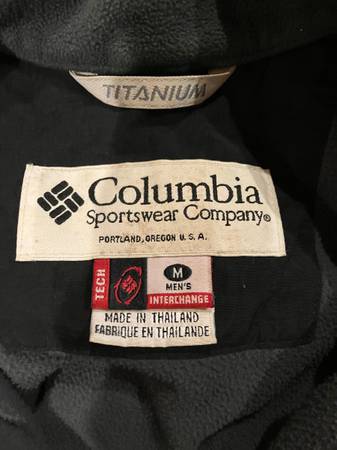 TITANIUM
Columbia
Sportswear Company®
PORTLAND, OREGON U.S.A.
TECH
M
MEN'S
INTERCHANGE
MADE IN THAILAND
FABRIQUE EN THAILANDE